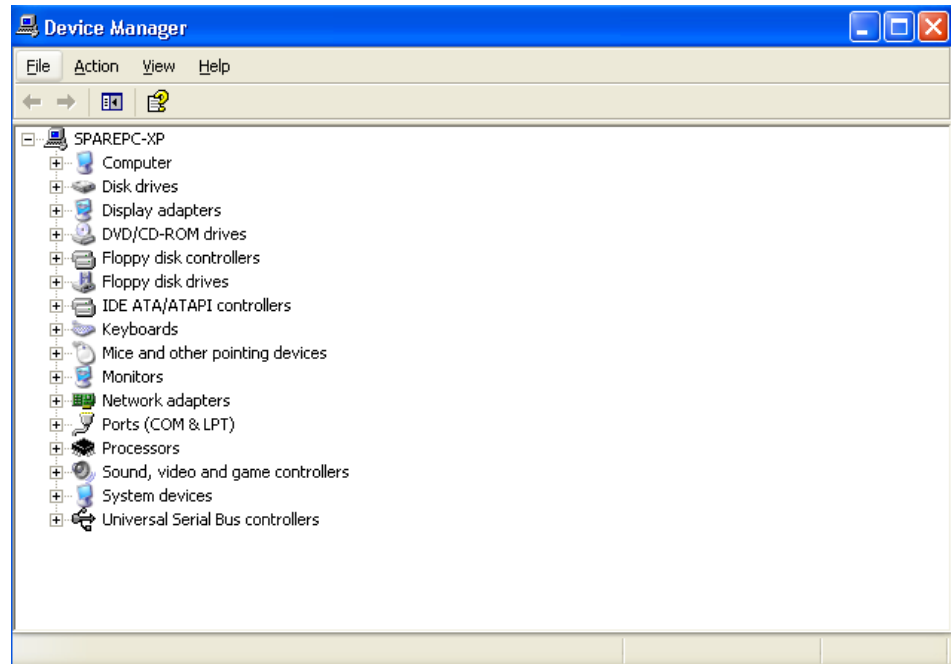 Device Manager
File Action View Help
SPAREPC-XP
Computer
Disk drives
Display adapters
DVD/CD-ROM drives
Floppy disk controllers
Floppy disk drives
IDE ATA/ATAPI controllers
Keyboards
Mice and other pointing devices
Monitors
Network adapters
Ports (COM & LPT)
Processors
Sound, video and game controllers
System devices
Universal Serial Bus controllers